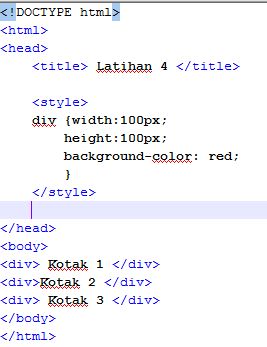 <!DOCTYPE html>
<html>
<head>
    <title> Latihan 4 </title>

    <style>
    div {width:100px;
        height:100px;
        background-color: red;
        }
    </style>

</head>
<body>
<div> Kotak 1 </div>
<div>Kotak 2 </div>
<div> Kotak 3 </div>
</body>
</html>